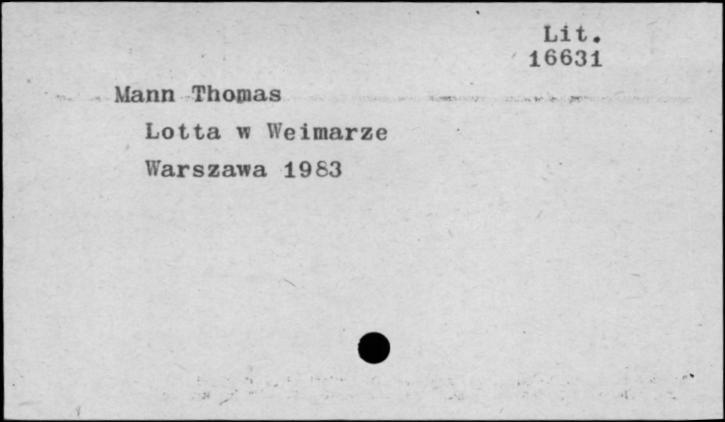 Lit.
16631
Mann Thomas
Lotta w Weimarze
Warszawa 1983